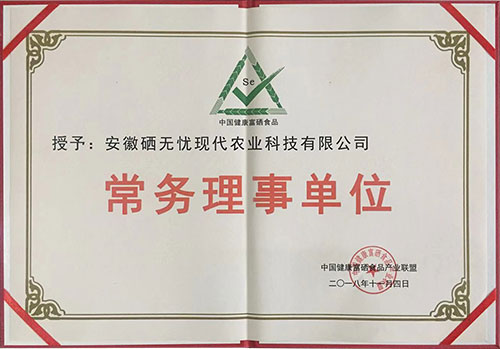 Se
中国健康富硒食品
授予：安徽硒无忧现代农业科技有限公司
常务理事单位
中国健康富硒食品产业联盟
二〇一八年十一月四日